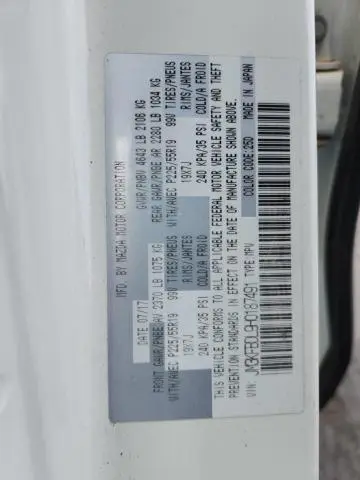 MFD. BY MAZDA MOTOR CORPORATION
DATE 07/17 GVWR/PNBV 4643 LB 2106 KG
FRONT GAWR/PNBE AV 2370 LB 1075 KG REAR GAWR/PNBE AR 2280 LB 1034 KG
WITH/AVEC P225/55R19 99V TIRES/PNEUS WITH/AVEC P225/55R19 99V TIRES/PNEUS
19X7J RIMS/JANTES 19X7J RIMS/JANTES
240 KPA/35 PSI COLD/A FROID 240 KPA/35 PSI COLD/A FROID
THIS VEHICLE CONFORMS TO ALL APPLICABLE FEDERAL MOTOR VEHICLE SAFETY AND THEFT
PREVENTION STANDARDS IN EFFECT ON THE DATE OF MANUFACTURE SHOWN ABOVE.
VIN: JM3KFBDL9H0187491 TYPE:MPV COLOR CODE:25D MADE IN JAPAN